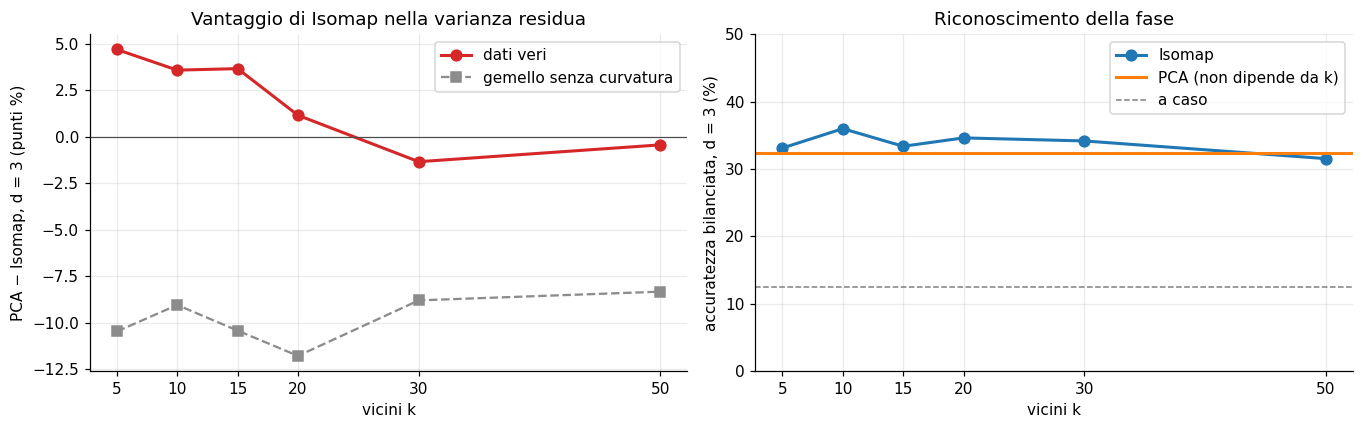 Vantaggio di Isomap nella varianza residua
PCA − Isomap, d = 3 (punti %)
5.0
2.5
0.0
−2.5
−5.0
−7.5
−10.0
−12.5
dati veri
gemello senza curvatura
5 10 15 20 30 50
vicini k
Riconoscimento della fase
accuratezza bilanciata, d = 3 (%)
50
40
30
20
10
0
Isomap
PCA (non dipende da k)
a caso
5 10 15 20 30 50
vicini k